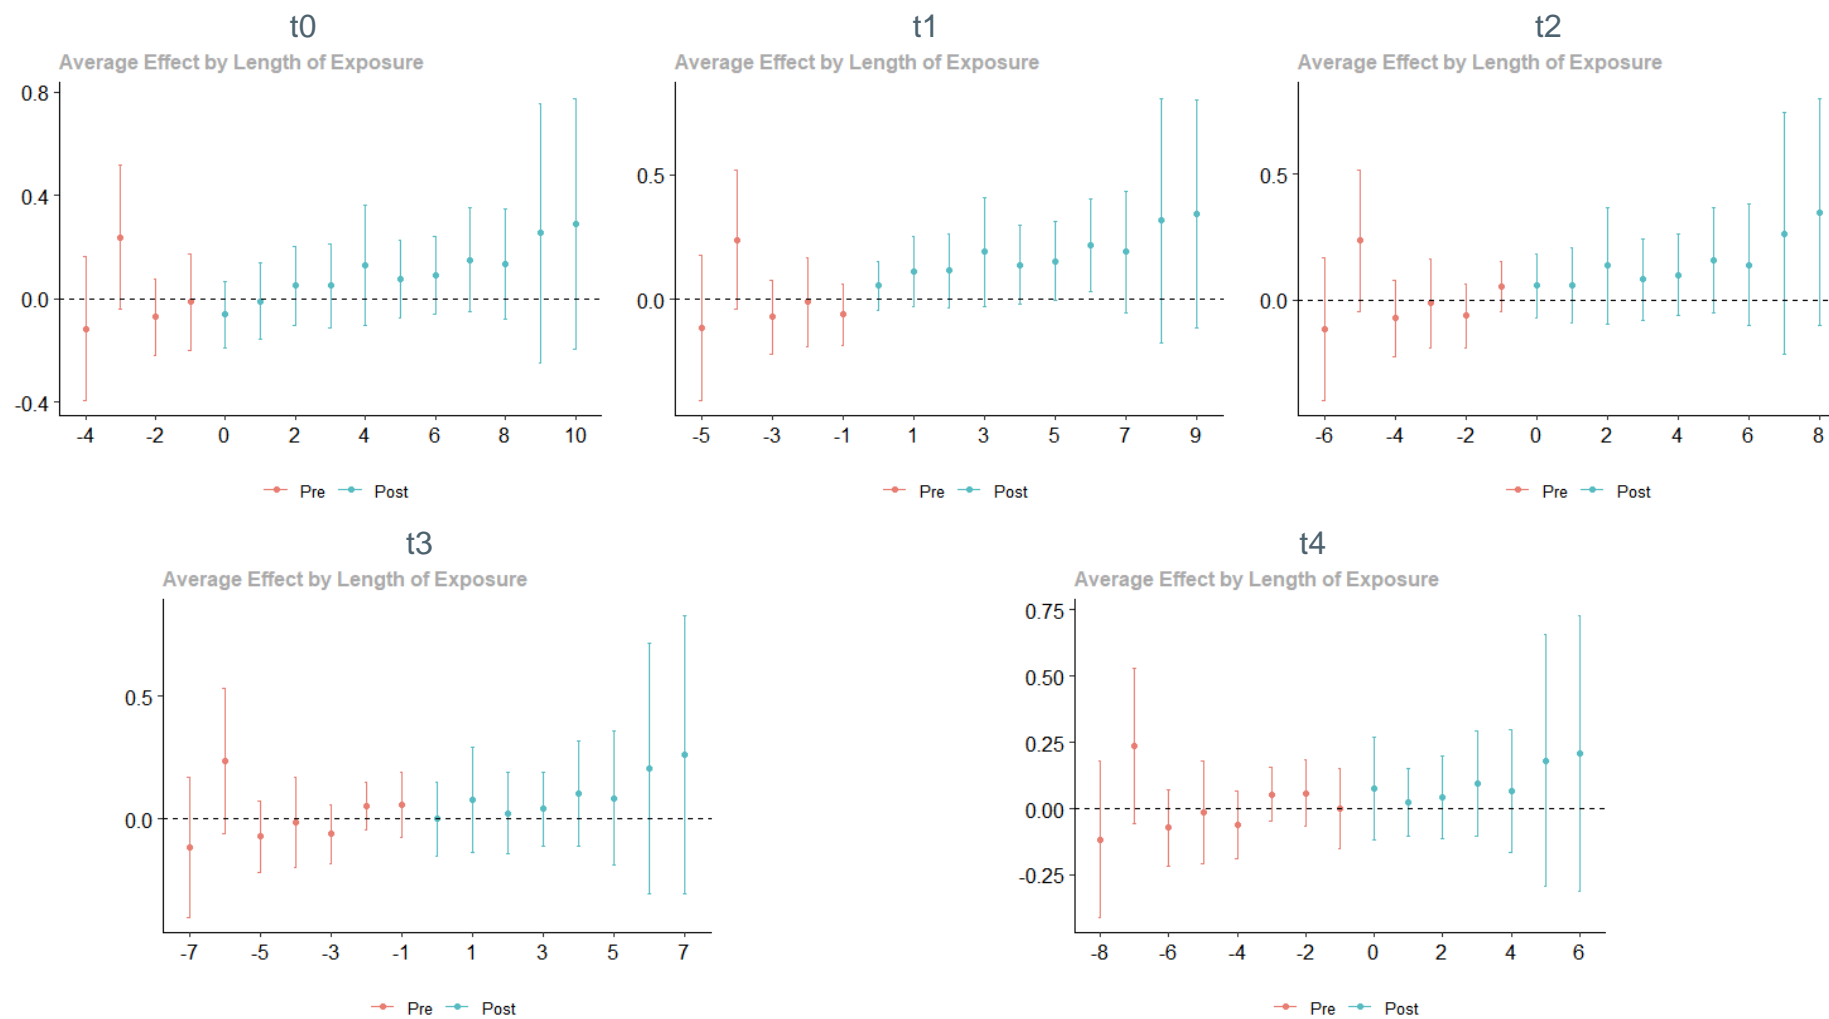 t0 t1 t2
Average Effect by Length of Exposure Average Effect by Length of Exposure Average Effect by Length of Exposure
0.8
0.5 0.5
0.4
0.0 0.0 0.0
-0.4
-4 -2 0 2 4 6 8 10 -5 -3 -1 1 3 5 7 9 -6 -4 -2 0 2 4 6 8
Pre Post Pre Post Pre Post
t3 t4
Average Effect by Length of Exposure Average Effect by Length of Exposure
0.75
0.5 0.50
0.25
0.0 0.00
-0.25
-7 -5 -3 -1 1 3 5 7 -8 -6 -4 -2 0 2 4 6
Pre Post Pre Post